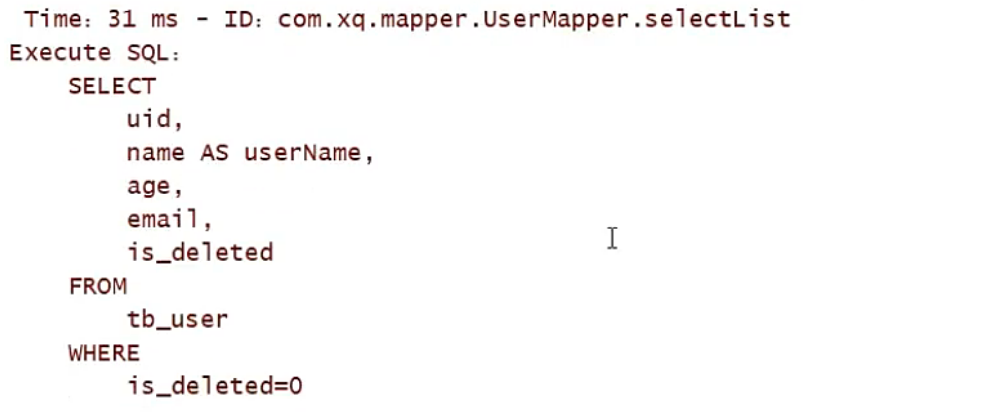 Time：31 ms - ID：com.xq.mapper.UserMapper.selectList
Execute SQL：
    SELECT
        uid,
        name AS userName,
        age,
        email,
        is_deleted
    FROM
        tb_user
    WHERE
        is_deleted=0